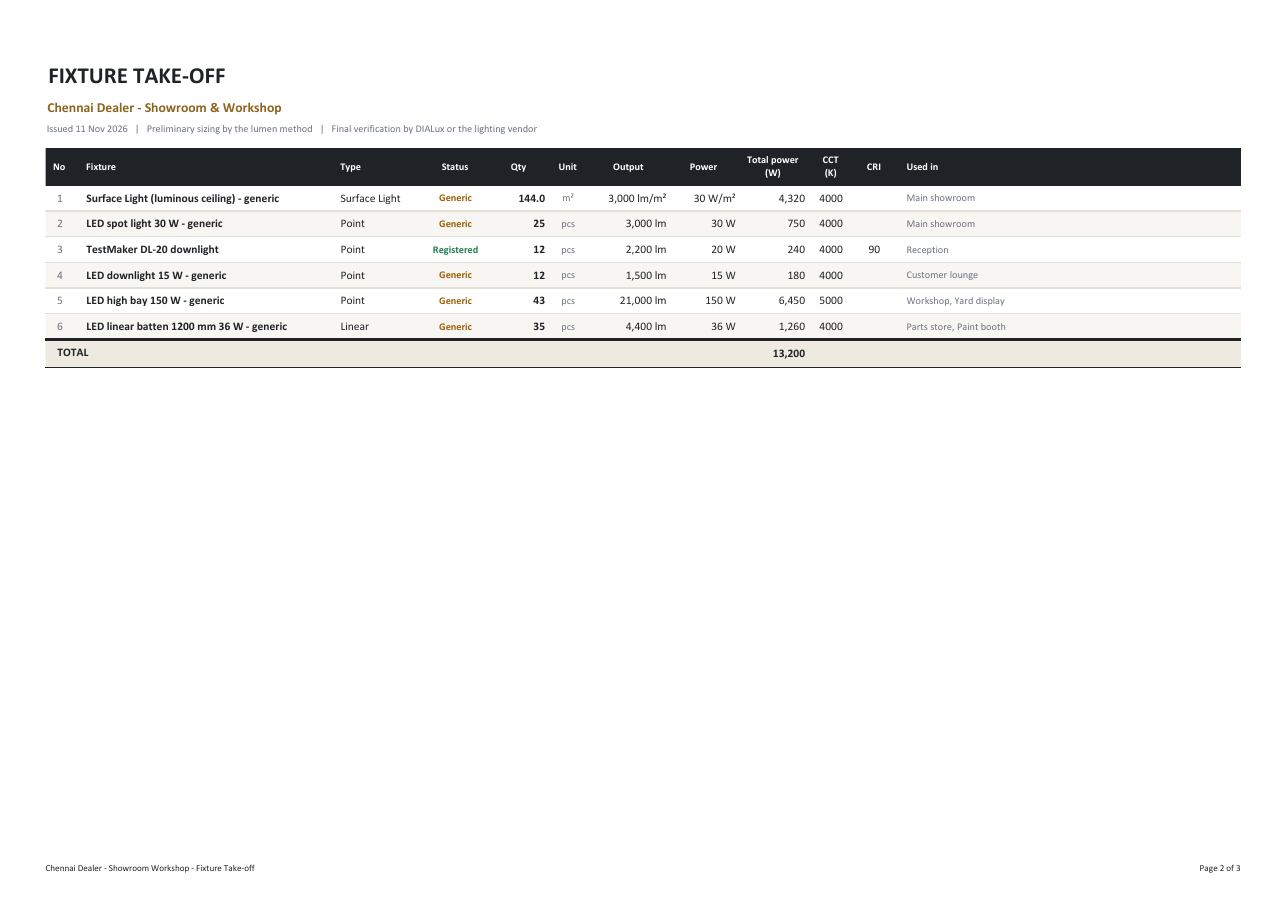 FIXTURE TAKE-OFF
Chennai Dealer - Showroom & Workshop
Issued 11 Nov 2026 | Preliminary sizing by the lumen method | Final verification by DIALux or the lighting vendor
No Fixture Type Status Qty Unit Output Power Total power (W) CCT (K) CRI Used in
1 Surface Light (luminous ceiling) - generic Surface Light Generic 144.0 m² 3,000 lm/m² 30 W/m² 4,320 4000 Main showroom
2 LED spot light 30 W - generic Point Generic 25 pcs 3,000 lm 30 W 750 4000 Main showroom
3 TestMaker DL-20 downlight Point Registered 12 pcs 2,200 lm 20 W 240 4000 90 Reception
4 LED downlight 15 W - generic Point Generic 12 pcs 1,500 lm 15 W 180 4000 Customer lounge
5 LED high bay 150 W - generic Point Generic 43 pcs 21,000 lm 150 W 6,450 5000 Workshop, Yard display
6 LED linear batten 1200 mm 36 W - generic Linear Generic 35 pcs 4,400 lm 36 W 1,260 4000 Parts store, Paint booth
TOTAL 13,200
Chennai Dealer - Showroom Workshop - Fixture Take-off Page 2 of 3